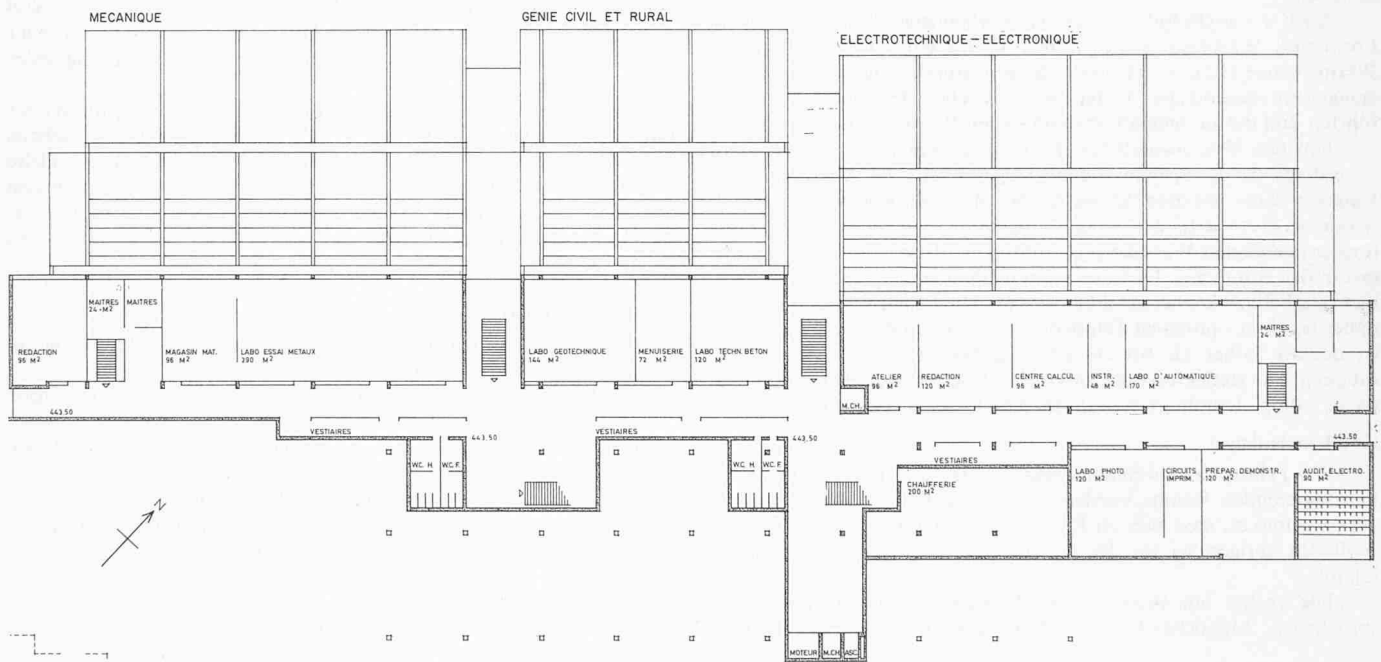 MECANIQUE
GENIE CIVIL ET RURAL
ELECTROTECHNIQUE – ELECTRONIQUE
MAITRES
24 M²
MAITRES
REDACTION
96 M²
MAGASIN MAT.
96 M²
LABO ESSAI METAUX
290 M²
LABO GEOTECHNIQUE
144 M²
MENUISERIE
72 M²
LABO TECHN BETON
120 M²
MAITRES
24 M²
ATELIER
96 M²
REDACTION
120 M²
CENTRE CALCUL
96 M²
INSTR.
48 M²
LABO D'AUTOMATIQUE
170 M²
M.CH.
443.50
VESTIAIRES
443.50
VESTIAIRES
443.50
VESTIAIRES
443.50
W.C. H.
W.C. F.
W.C. H.
W.C. F.
CHAUFFERIE
200 M²
LABO PHOTO
120 M²
CIRCUITS
IMPRIM.
PREPAR. DEMONSTR.
120 M²
AUDIT. ELECTRO.
90 M²
N
MOTEUR
M.CH
ASC.